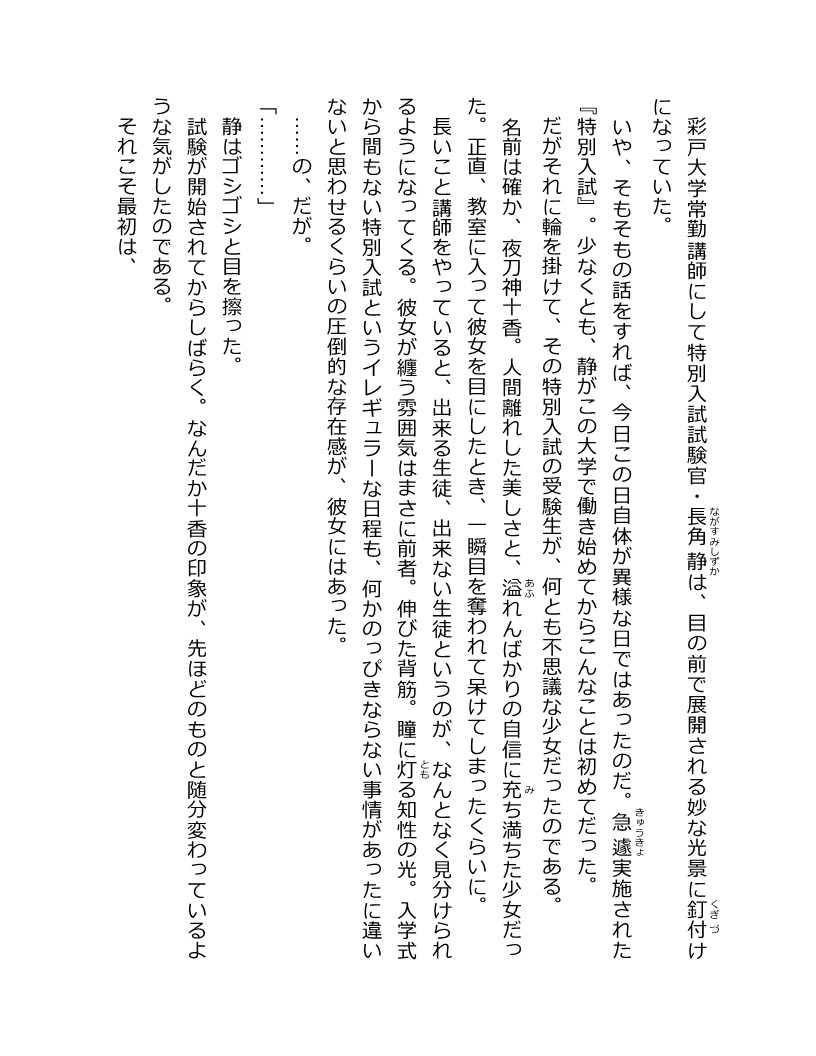 彩戸大学常勤講師にして特別入試試験官・長角静は、目の前で展開される妙な光景に釘付け
ながすみしずか
くぎづ
になっていた。
いや、そもそもの話をすれば、今日この日自体が異様な日ではあったのだ。急遽実施された
きゅうきょ
『特別入試』。少なくとも、静がこの大学で働き始めてからこんなことは初めてだった。
だがそれに輪を掛けて、その特別入試の受験生が、何とも不思議な少女だったのである。
名前は確か、夜刀神十香。人間離れした美しさと、溢れんばかりの自信に充ち満ちた少女だっ
あふ
み
た。正直、教室に入って彼女を目にしたとき、一瞬目を奪われて呆けてしまったくらいに。
長いこと講師をやっていると、出来る生徒、出来ない生徒というのが、なんとなく見分けられ
るようになってくる。彼女が纏う雰囲気はまさに前者。伸びた背筋。瞳に灯る知性の光。入学式
とも
から間もない特別入試というイレギュラーな日程も、何かのっぴきならない事情があったに違い
ないと思わせるくらいの圧倒的な存在感が、彼女にはあった。
……の、だが。
「…………」
静はゴシゴシと目を擦った。
試験が開始されてからしばらく。なんだか十香の印象が、先ほどのものと随分変わっているよ
うな気がしたのである。
それこそ最初は、